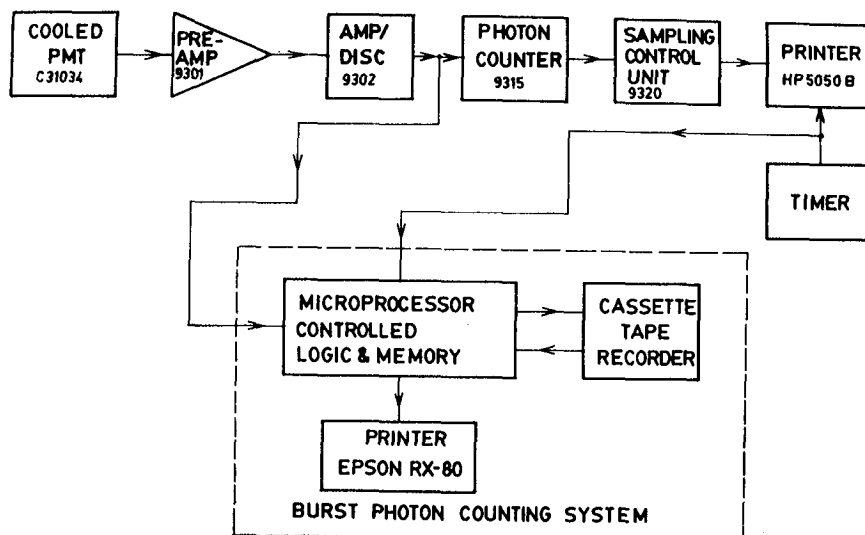 COOLED
PMT
C31034
PRE-
AMP
9301
AMP/
DISC
9302
PHOTON
COUNTER
9315
SAMPLING
CONTROL
UNIT
9320
PRINTER
HP5050B
TIMER
MICROPROCESSOR
CONTROLLED
LOGIC & MEMORY
CASSETTE
TAPE
RECORDER
PRINTER
EPSON RX-80
BURST PHOTON COUNTING SYSTEM